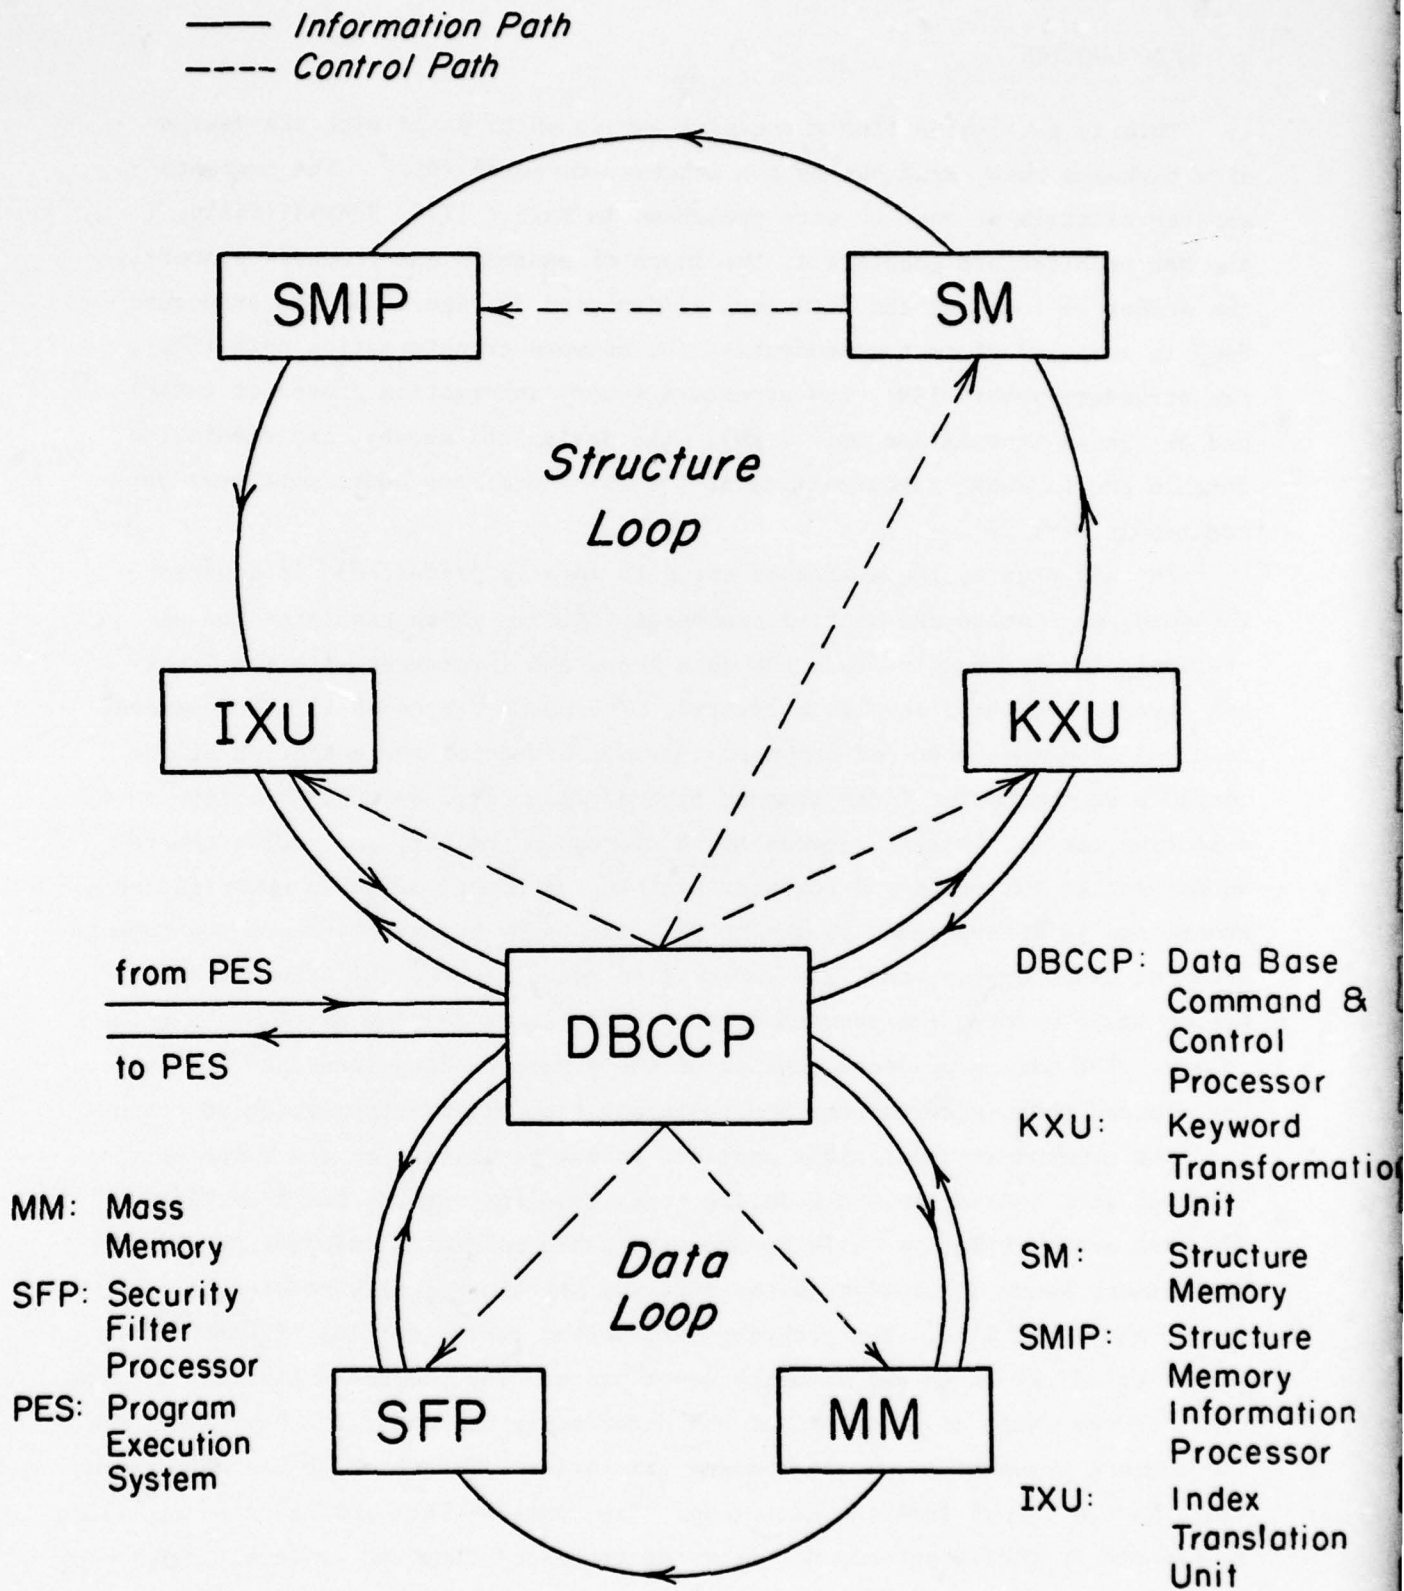 Information Path
Control Path
SMIP
SM
Structure
Loop
IXU
KXU
from PES
to PES
DBCCP
DBCCP: Data Base
Command &
Control
Processor
KXU: Keyword
Transformation
Unit
SM: Structure
Memory
SMIP: Structure
Memory
Information
Processor
IXU: Index
Translation
Unit
MM: Mass
Memory
SFP: Security
Filter
Processor
PES: Program
Execution
System
Data
Loop
SFP
MM